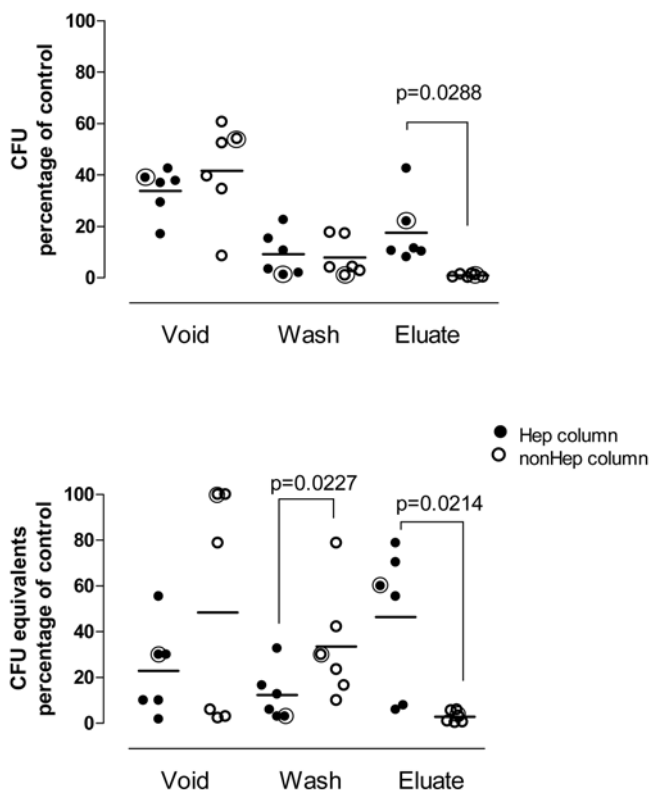 100
80
60
40
20
0
CFU
percentage of control
p=0.0288
Void Wash Eluate
Hep column
nonHep column
100
80
60
40
20
0
CFU equivalents
percentage of control
p=0.0227
p=0.0214
Void Wash Eluate